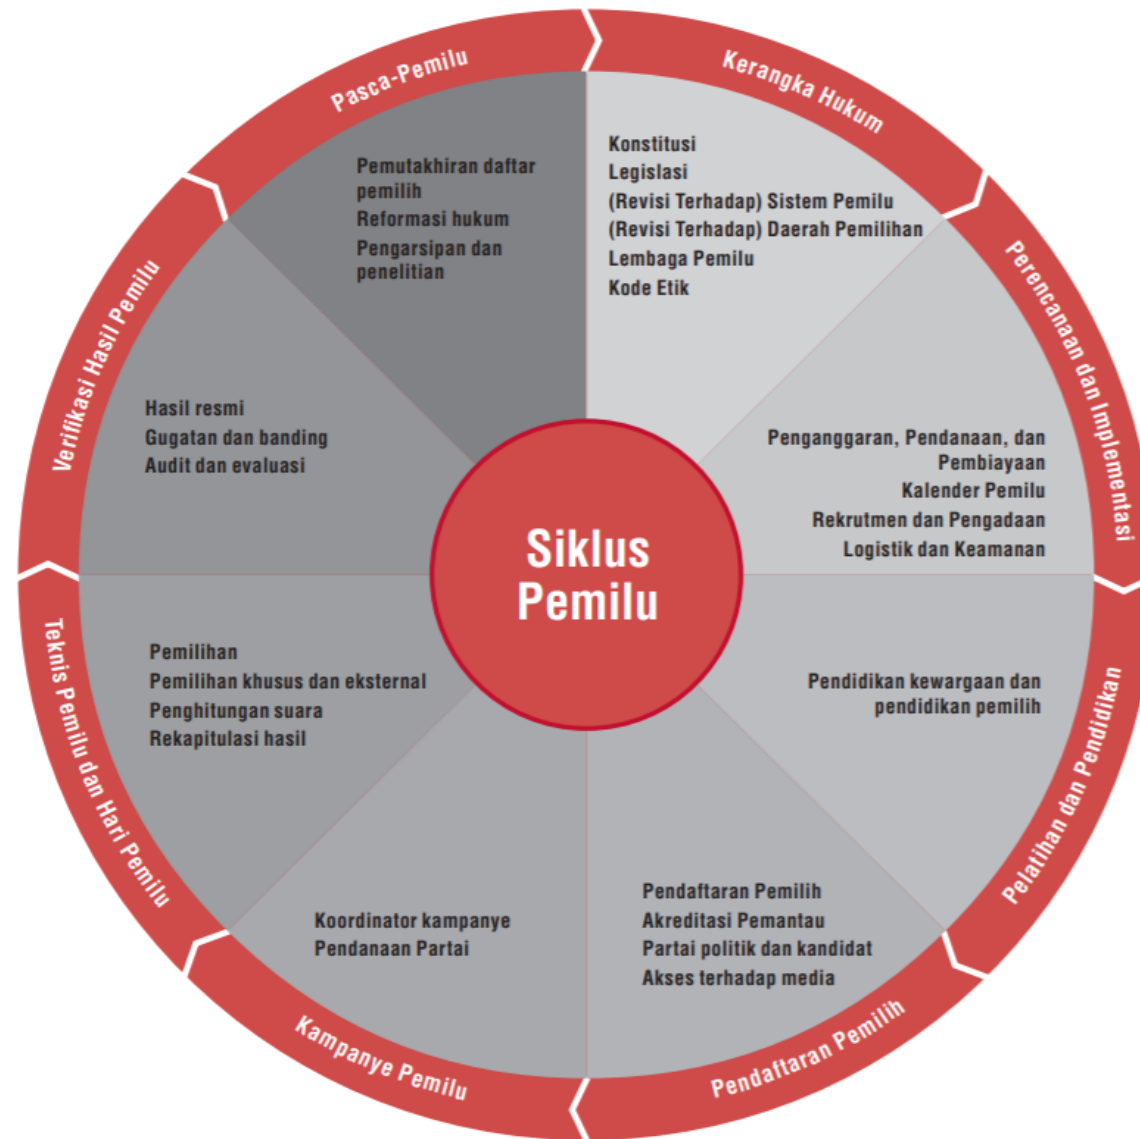 Siklus
Pemilu
Kerangka Hukum
Konstitusi
Legislasi
(Revisi Terhadap) Sistem Pemilu
(Revisi Terhadap) Daerah Pemilihan
Lembaga Pemilu
Kode Etik
Perencanaan dan Implementasi
Penganggaran, Pendanaan, dan
Pembiayaan
Kalender Pemilu
Rekrutmen dan Pengadaan
Logistik dan Keamanan
Pelatihan dan Pendidikan
Pendidikan kewargaan dan
pendidikan pemilih
Pendaftaran Pemilih
Pendaftaran Pemilih
Akreditasi Pemantau
Partai politik dan kandidat
Akses terhadap media
Kampanye Pemilu
Koordinator kampanye
Pendanaan Partai
Teknis Pemilu dan Hari Pemilu
Pemilihan
Pemilihan khusus dan eksternal
Penghitungan suara
Rekapitulasi hasil
Verifikasi Hasil Pemilu
Hasil resmi
Gugatan dan banding
Audit dan evaluasi
Pasca-Pemilu
Pemutakhiran daftar
pemilih
Reformasi hukum
Pengarsipan dan
penelitian